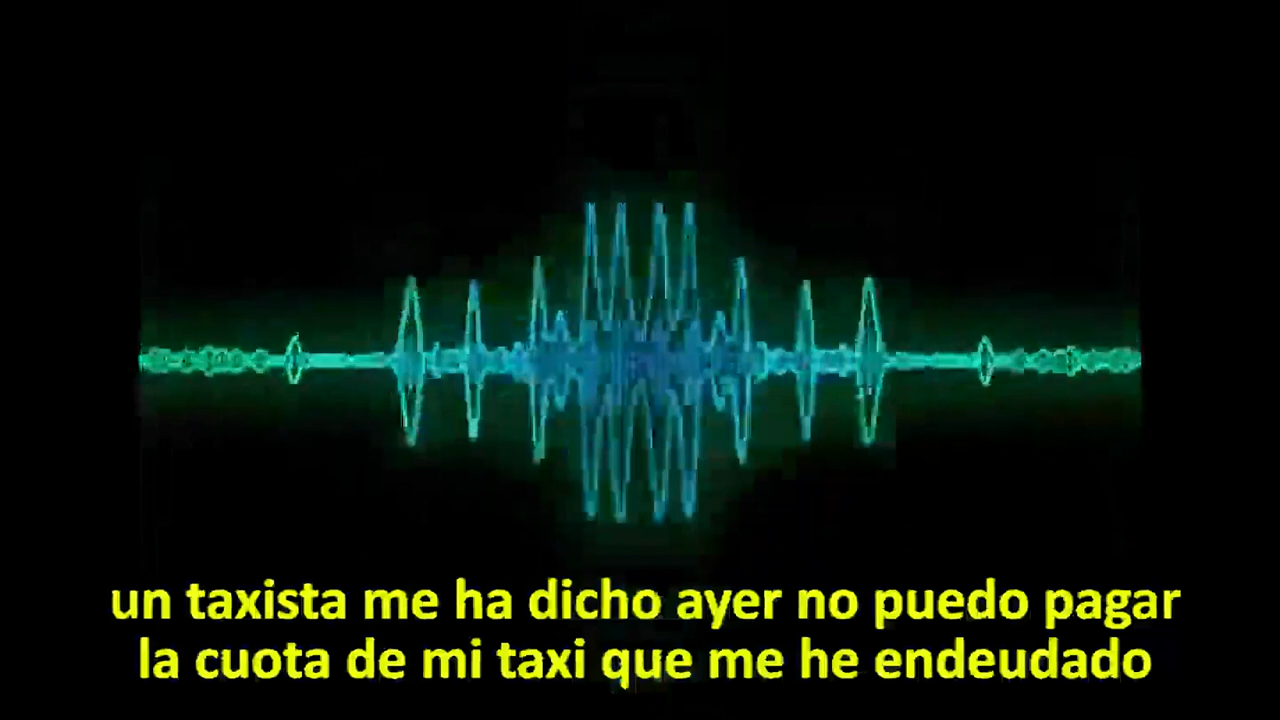 un taxista me ha dicho ayer no puedo pagar
la cuota de mi taxi que me he endeudado